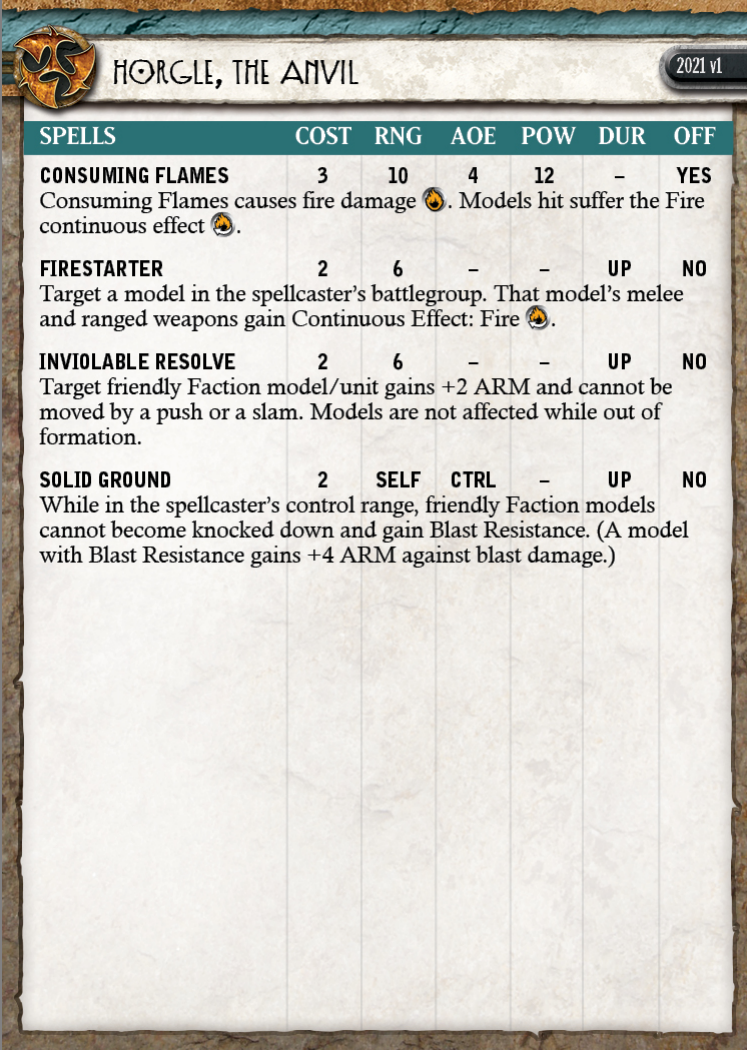 HORGLE, THE ANVIL
2021 v1
SPELLS COST RNG AOE POW DUR OFF
CONSUMING FLAMES 3 10 4 12 – YES
Consuming Flames causes fire damage . Models hit suffer the Fire
continuous effect .
FIRESTARTER 2 6 – – UP NO
Target a model in the spellcaster's battlegroup. That model's melee
and ranged weapons gain Continuous Effect: Fire .
INVIOLABLE RESOLVE 2 6 – – UP NO
Target friendly Faction model/unit gains +2 ARM and cannot be
moved by a push or a slam. Models are not affected while out of
formation.
SOLID GROUND 2 SELF CTRL – UP NO
While in the spellcaster's control range, friendly Faction models
cannot become knocked down and gain Blast Resistance. (A model
with Blast Resistance gains +4 ARM against blast damage.)